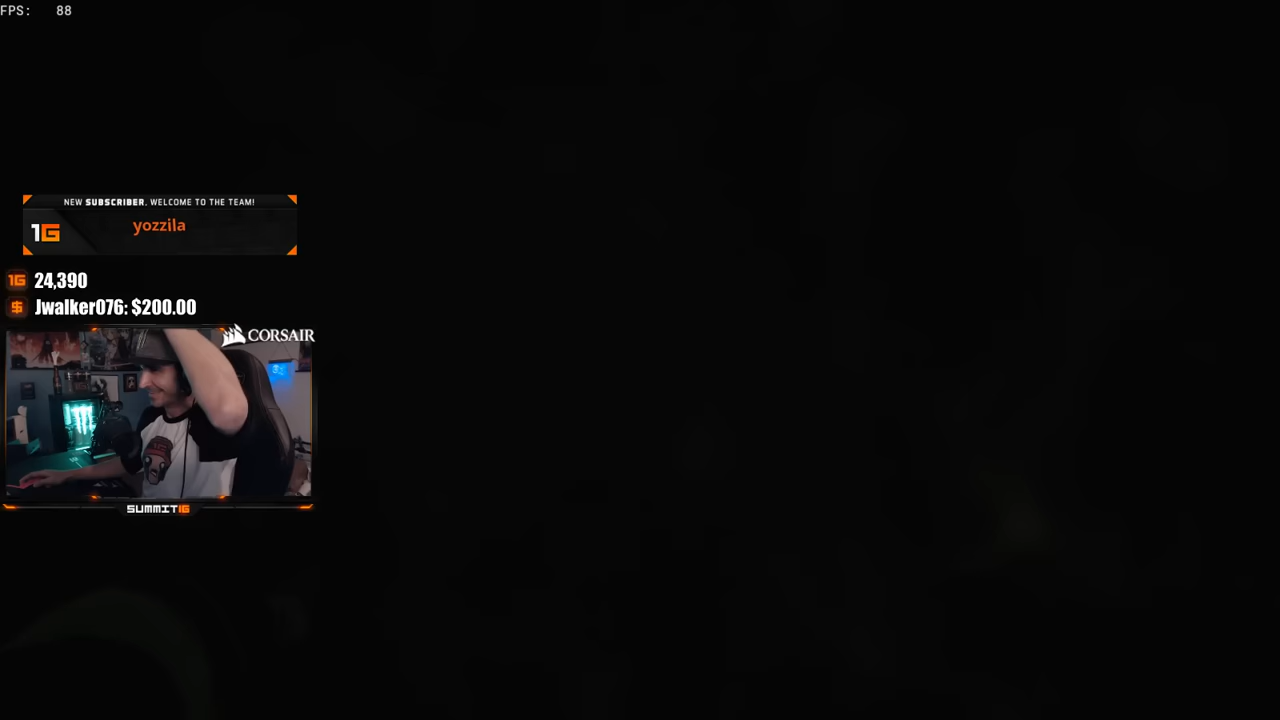 FPS: 88
NEW SUBSCRIBER. WELCOME TO THE TEAM!
1G
yozzila
1G 24,390
$ Jwalker076: $200.00
CORSAIR
SUMMIT1G